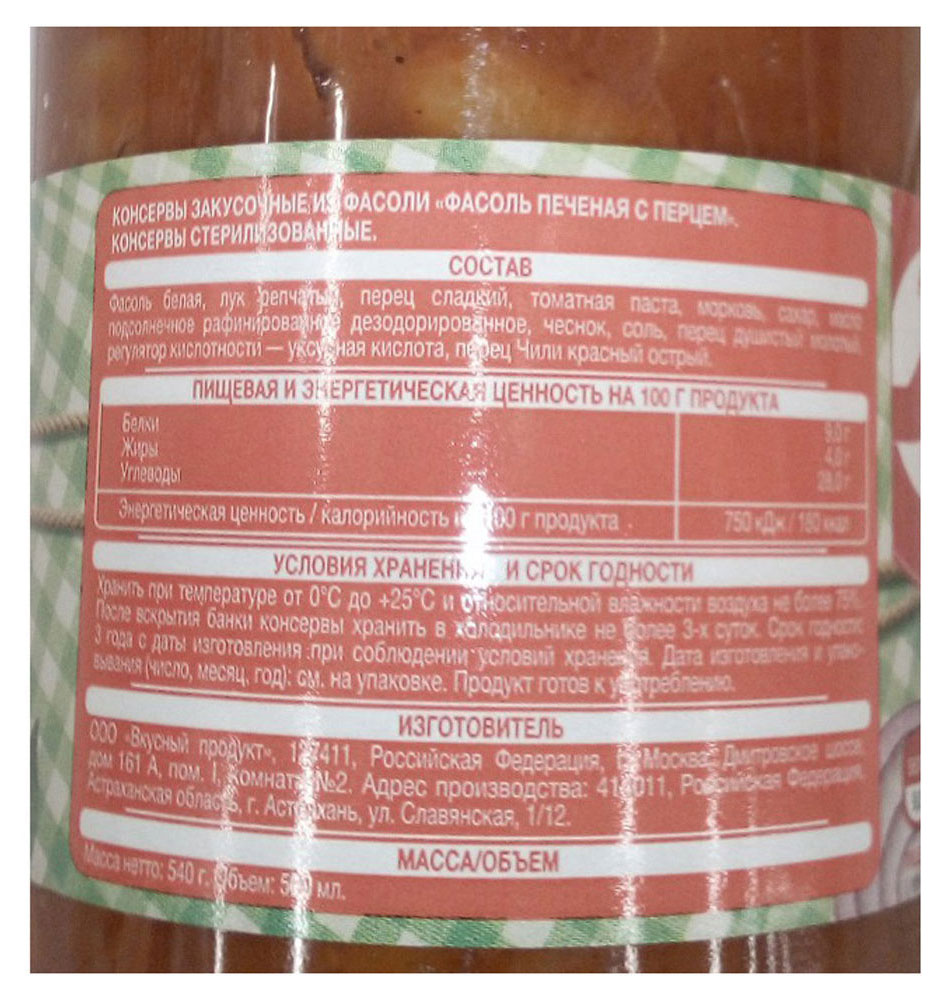 КОНСЕРВЫ ЗАКУСОЧНЫЕ ИЗ ФАСОЛИ «ФАСОЛЬ ПЕЧЕНАЯ С ПЕРЦЕМ».
КОНСЕРВЫ СТЕРИЛИЗОВАННЫЕ.
СОСТАВ
Фасоль белая, лук репчатый, перец сладкий, томатная паста, морковь, сахар, масло
подсолнечное рафинированное дезодорированное, чеснок, соль, перец душистый молотый,
регулятор кислотности — уксусная кислота, перец Чили красный острый.
ПИЩЕВАЯ И ЭНЕРГЕТИЧЕСКАЯ ЦЕННОСТЬ НА 100 Г ПРОДУКТА
Белки 9,0 г
Жиры 4,0 г
Углеводы
Энергетическая ценность / калорийность 100 г продукта 750 кДж / 180 ккал
УСЛОВИЯ ХРАНЕНИЯ И СРОК ГОДНОСТИ
Хранить при температуре от 0°С до +25°С и относительной влажности воздуха не более 75%.
После вскрытия банки консервы хранить в холодильнике не более 3-х суток. Срок годности:
3 года с даты изготовления при соблюдении условий хранения. Дата изготовления и упако-
вывания (число, месяц, год): см. на упаковке. Продукт готов к употреблению.
ИЗГОТОВИТЕЛЬ
ООО «Вкусный продукт», 127411, Российская Федерация, г. Москва, Дмитровское шоссе,
дом 161 А, пом. I, Комната №2. Адрес производства: 414011, Российская Федерация,
Астраханская область, г. Астрахань, ул. Славянская, 1/12.
МАССА/ОБЪЕМ
Масса нетто: 540 г. Объем: мл.